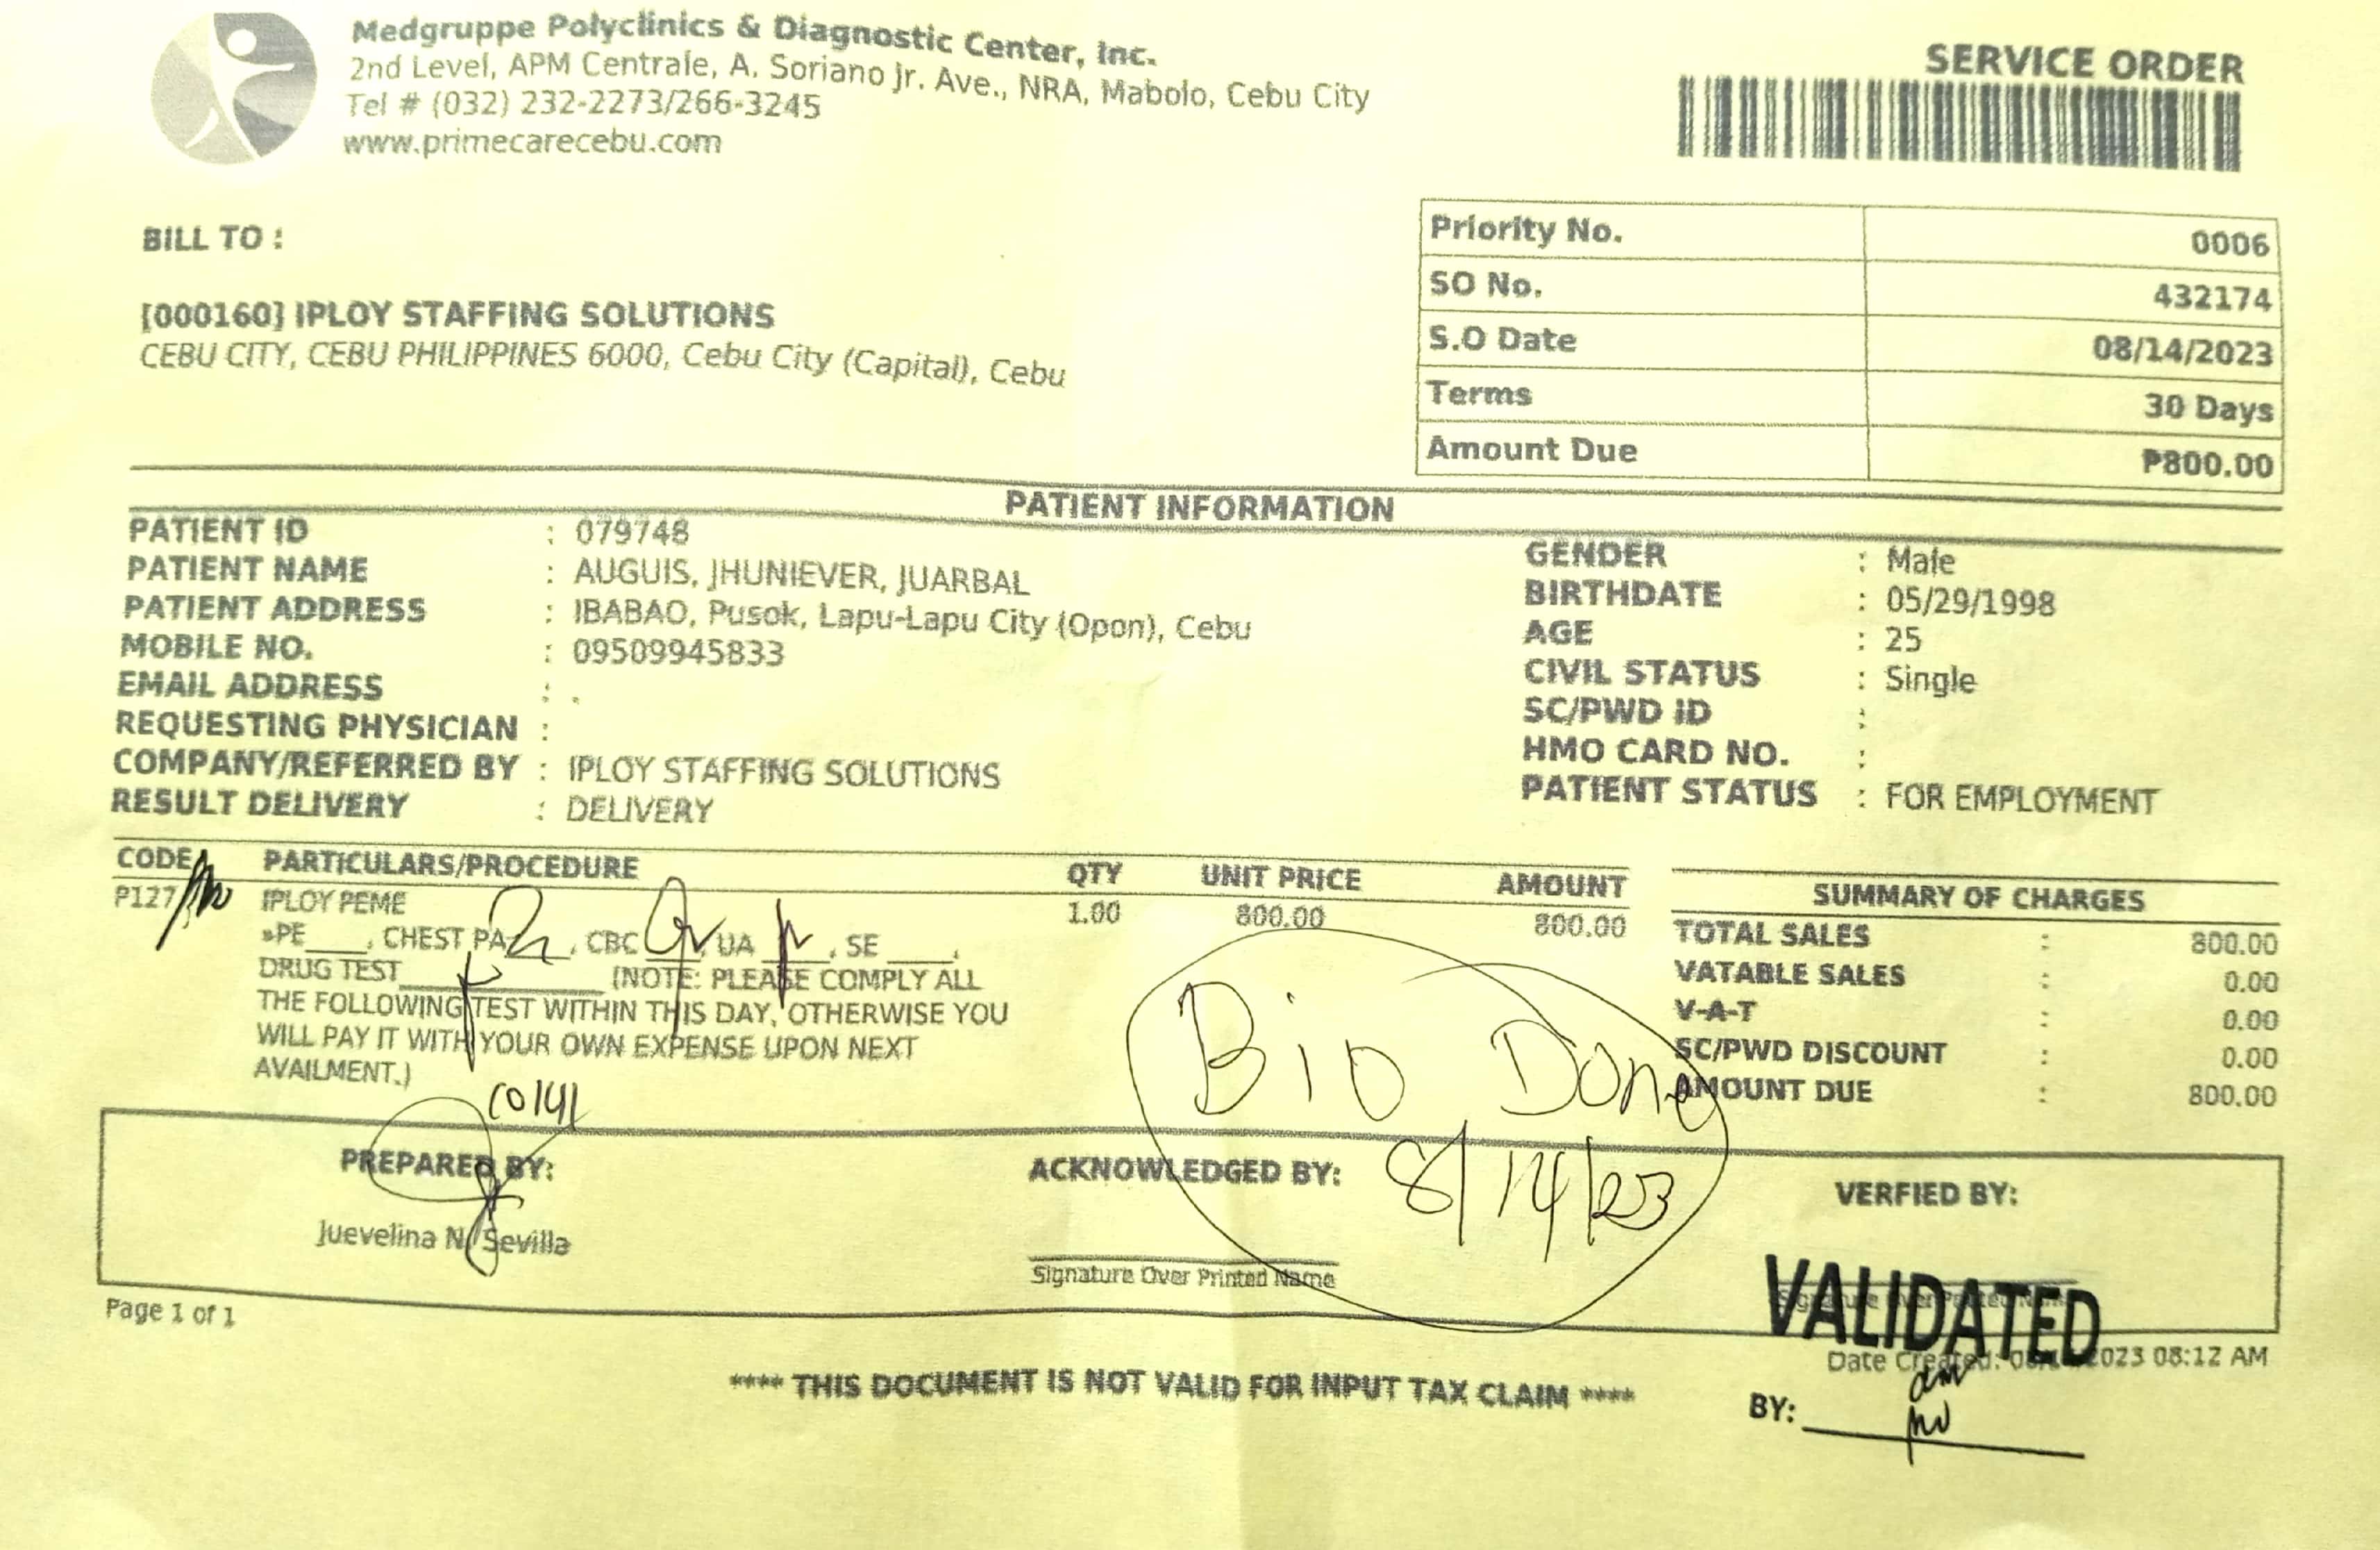 Medgruppe Polyclinics & Diagnostic Center, Inc.
2nd Level, APM Centrale, A. Soriano Jr. Ave., NRA, Mabolo, Cebu City
Tel # (032) 232-2273/266-3245
www.primecarecebu.com
SERVICE ORDER
BILL TO :
[000160] IPLOY STAFFING SOLUTIONS
CEBU CITY, CEBU PHILIPPINES 6000, Cebu City (Capital), Cebu
Priority No. 0006
SO No. 432174
S.O Date 08/14/2023
Terms 30 Days
Amount Due ₱800.00
PATIENT INFORMATION
PATIENT ID : 079748
PATIENT NAME : AUGUIS, JHUNIEVER, JUARBAL
PATIENT ADDRESS : IBABAO, Pusok, Lapu-Lapu City (Opon), Cebu
MOBILE NO. : 09509945833
EMAIL ADDRESS : .
REQUESTING PHYSICIAN :
COMPANY/REFERRED BY : IPLOY STAFFING SOLUTIONS
RESULT DELIVERY : DELIVERY
GENDER : Male
BIRTHDATE : 05/29/1998
AGE : 25
CIVIL STATUS : Single
SC/PWD ID :
HMO CARD NO. :
PATIENT STATUS : FOR EMPLOYMENT
CODE PARTICULARS/PROCEDURE QTY UNIT PRICE AMOUNT
P127 IPLOY PEME 1.00 800.00 800.00
*PE____, CHEST PA____, CBC____, UA____, SE____,
DRUG TEST____ (NOTE: PLEASE COMPLY ALL
THE FOLLOWING TEST WITHIN THIS DAY, OTHERWISE YOU
WILL PAY IT WITH YOUR OWN EXPENSE UPON NEXT
AVAILMENT.)
SUMMARY OF CHARGES
TOTAL SALES : 800.00
VATABLE SALES : 0.00
V-A-T : 0.00
SC/PWD DISCOUNT : 0.00
AMOUNT DUE : 800.00
Bio Done
8/14/23
PREPARED BY:
Juevelina N. Sevilla
ACKNOWLEDGED BY:
Signature Over Printed Name
VERFIED BY:
Signature Over Printed Name
VALIDATED
Page 1 of 1
Date Created: 2023 08:12 AM
**** THIS DOCUMENT IS NOT VALID FOR INPUT TAX CLAIM ****
BY: